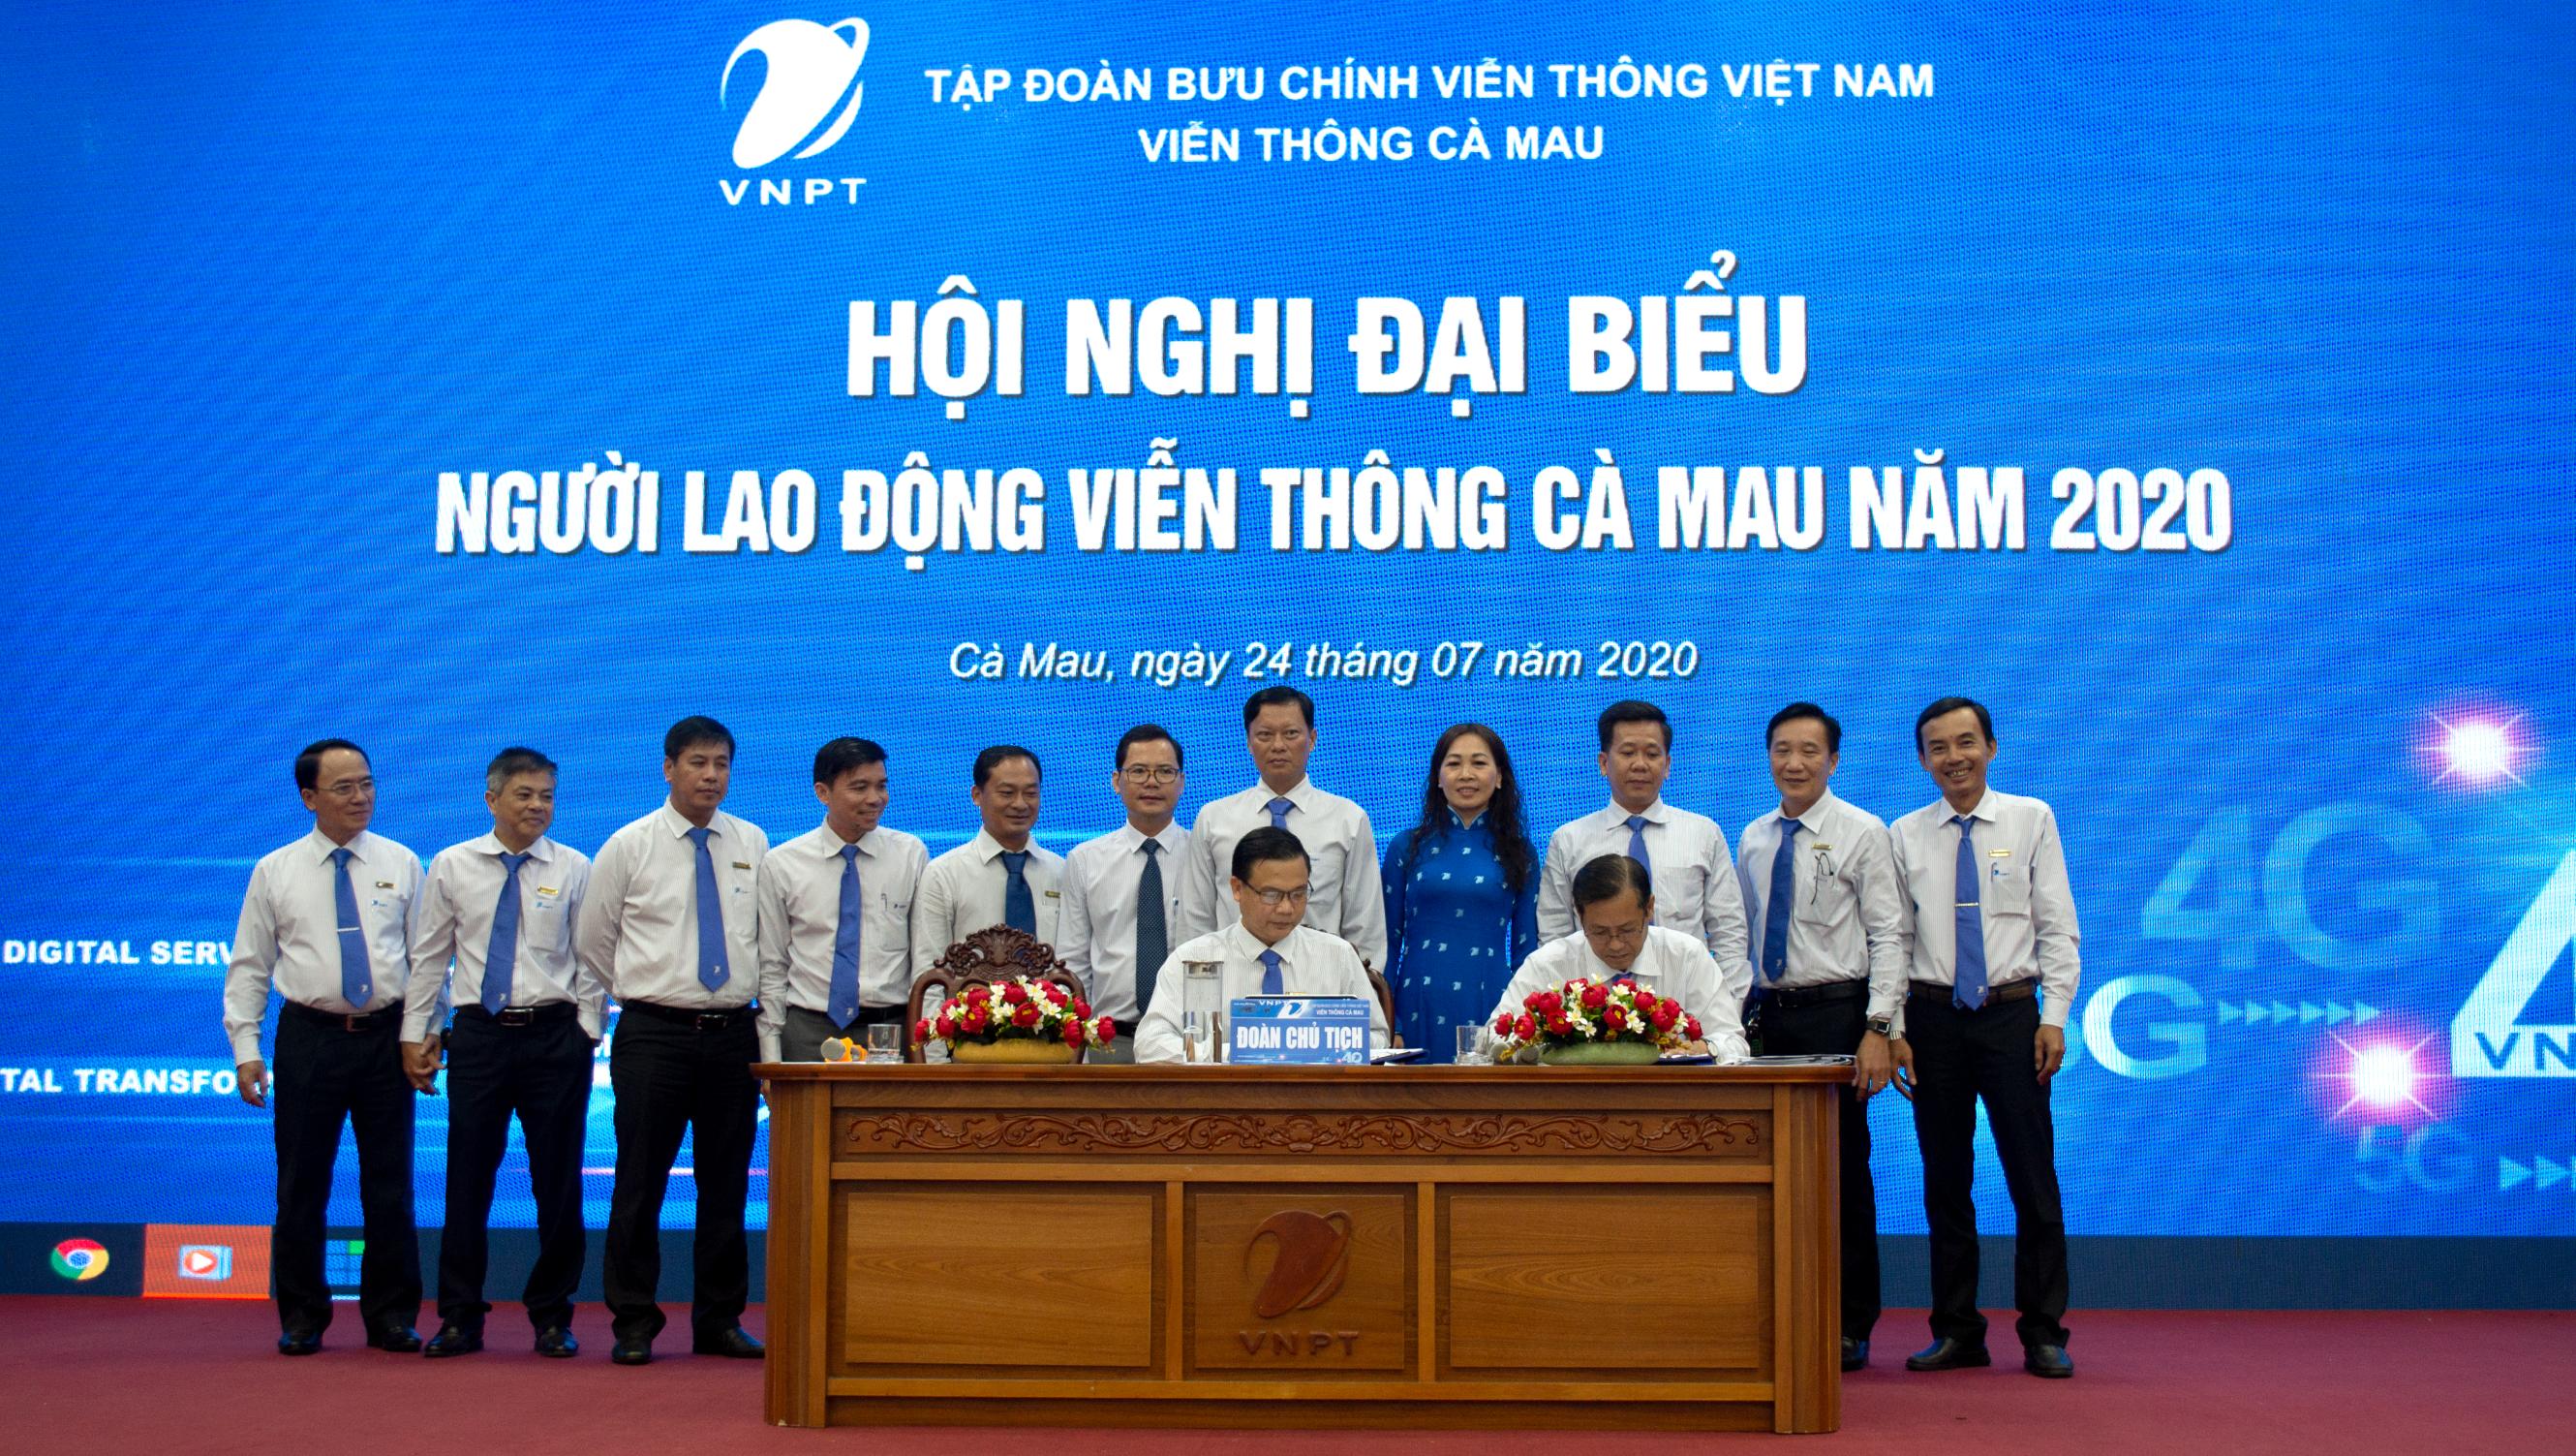 VNPT
TẬP ĐOÀN BƯU CHÍNH VIỄN THÔNG VIỆT NAM
VIỄN THÔNG CÀ MAU
HỘI NGHỊ ĐẠI BIỂU
NGƯỜI LAO ĐỘNG VIỄN THÔNG CÀ MAU NĂM 2020
Cà Mau, ngày 24 tháng 07 năm 2020
4G
DIGITAL SERV
5G
VN
TAL TRANSFO
VNPT
VIỄN THÔNG CÀ MAU
ĐOÀN CHỦ TỊCH
VNPT